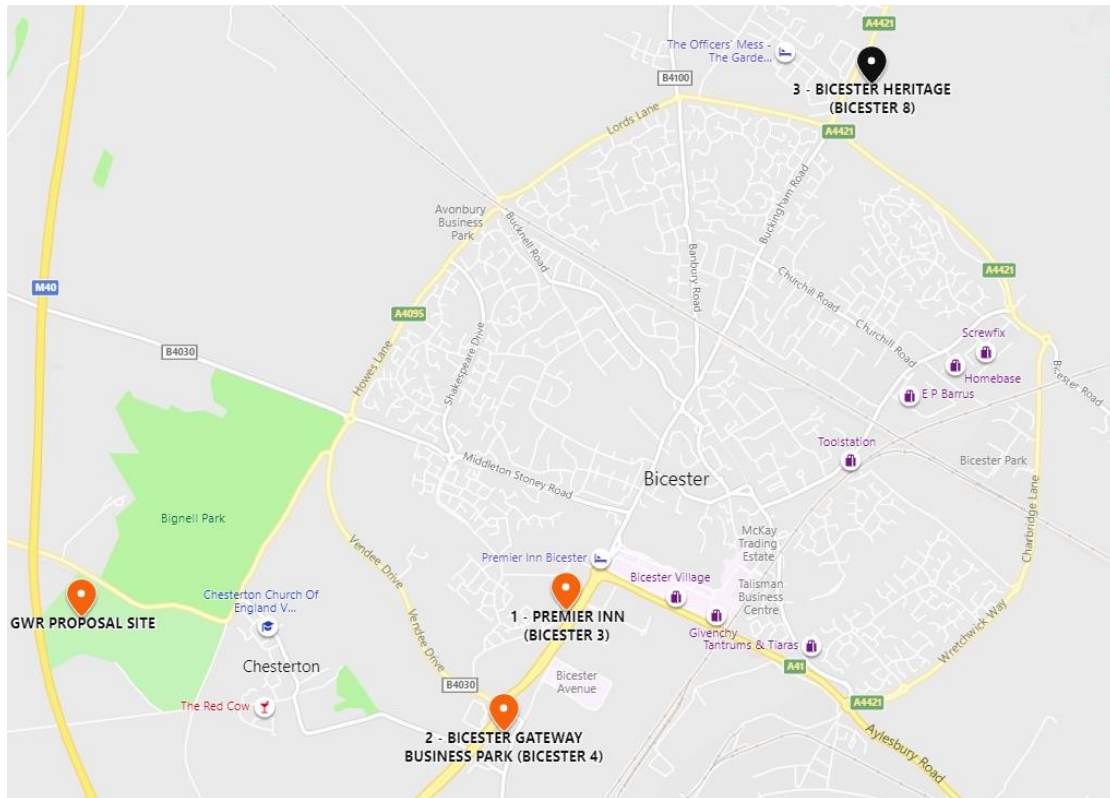 A4421
The Officers' Mess -
The Garde...
B4100
3 - BICESTER HERITAGE
(BICESTER 8)
Lords Lane
A4421
Avonbury
Business
Park
Bucknell Road
Buckingham Road
Banbury Road
M40
A4421
Churchill Road
A4095
Churchill Road
Screwfix
B4030
Shakespeare Drive
Howes Lane
Homebase
Bicester Road
E P Barrus
Toolstation
Middleton Stoney Road
Bicester
Bicester Park
Charbridge Lane
Bignell Park
McKay
Trading
Estate
Vendee Drive
Premier Inn Bicester
Bicester Village
Talisman
Business
Centre
Chesterton Church Of
England V...
GWR PROPOSAL SITE
1 - PREMIER INN
(BICESTER 3)
Vendee Drive
Givenchy
Tantrums & Tiaras
Wretchwick Way
Chesterton
A41
Bicester
Avenue
B4030
The Red Cow
A4421
2 - BICESTER GATEWAY
BUSINESS PARK (BICESTER 4)
Aylesbury Road